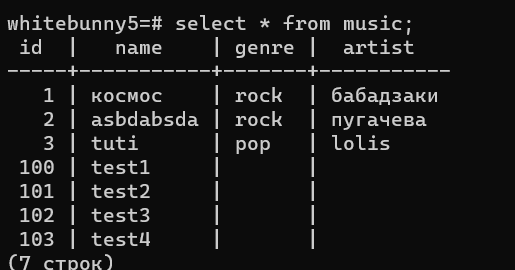 whitebunny5=# select * from music;
 id  |   name    | genre | artist
-----+-----------+-------+-----------
   1 | космос    | rock  | бабадзаки
   2 | asbdabsda | rock  | пугачева
   3 | tuti      | pop   | lolis
 100 | test1     |       |
 101 | test2     |       |
 102 | test3     |       |
 103 | test4     |       |
(7 строк)